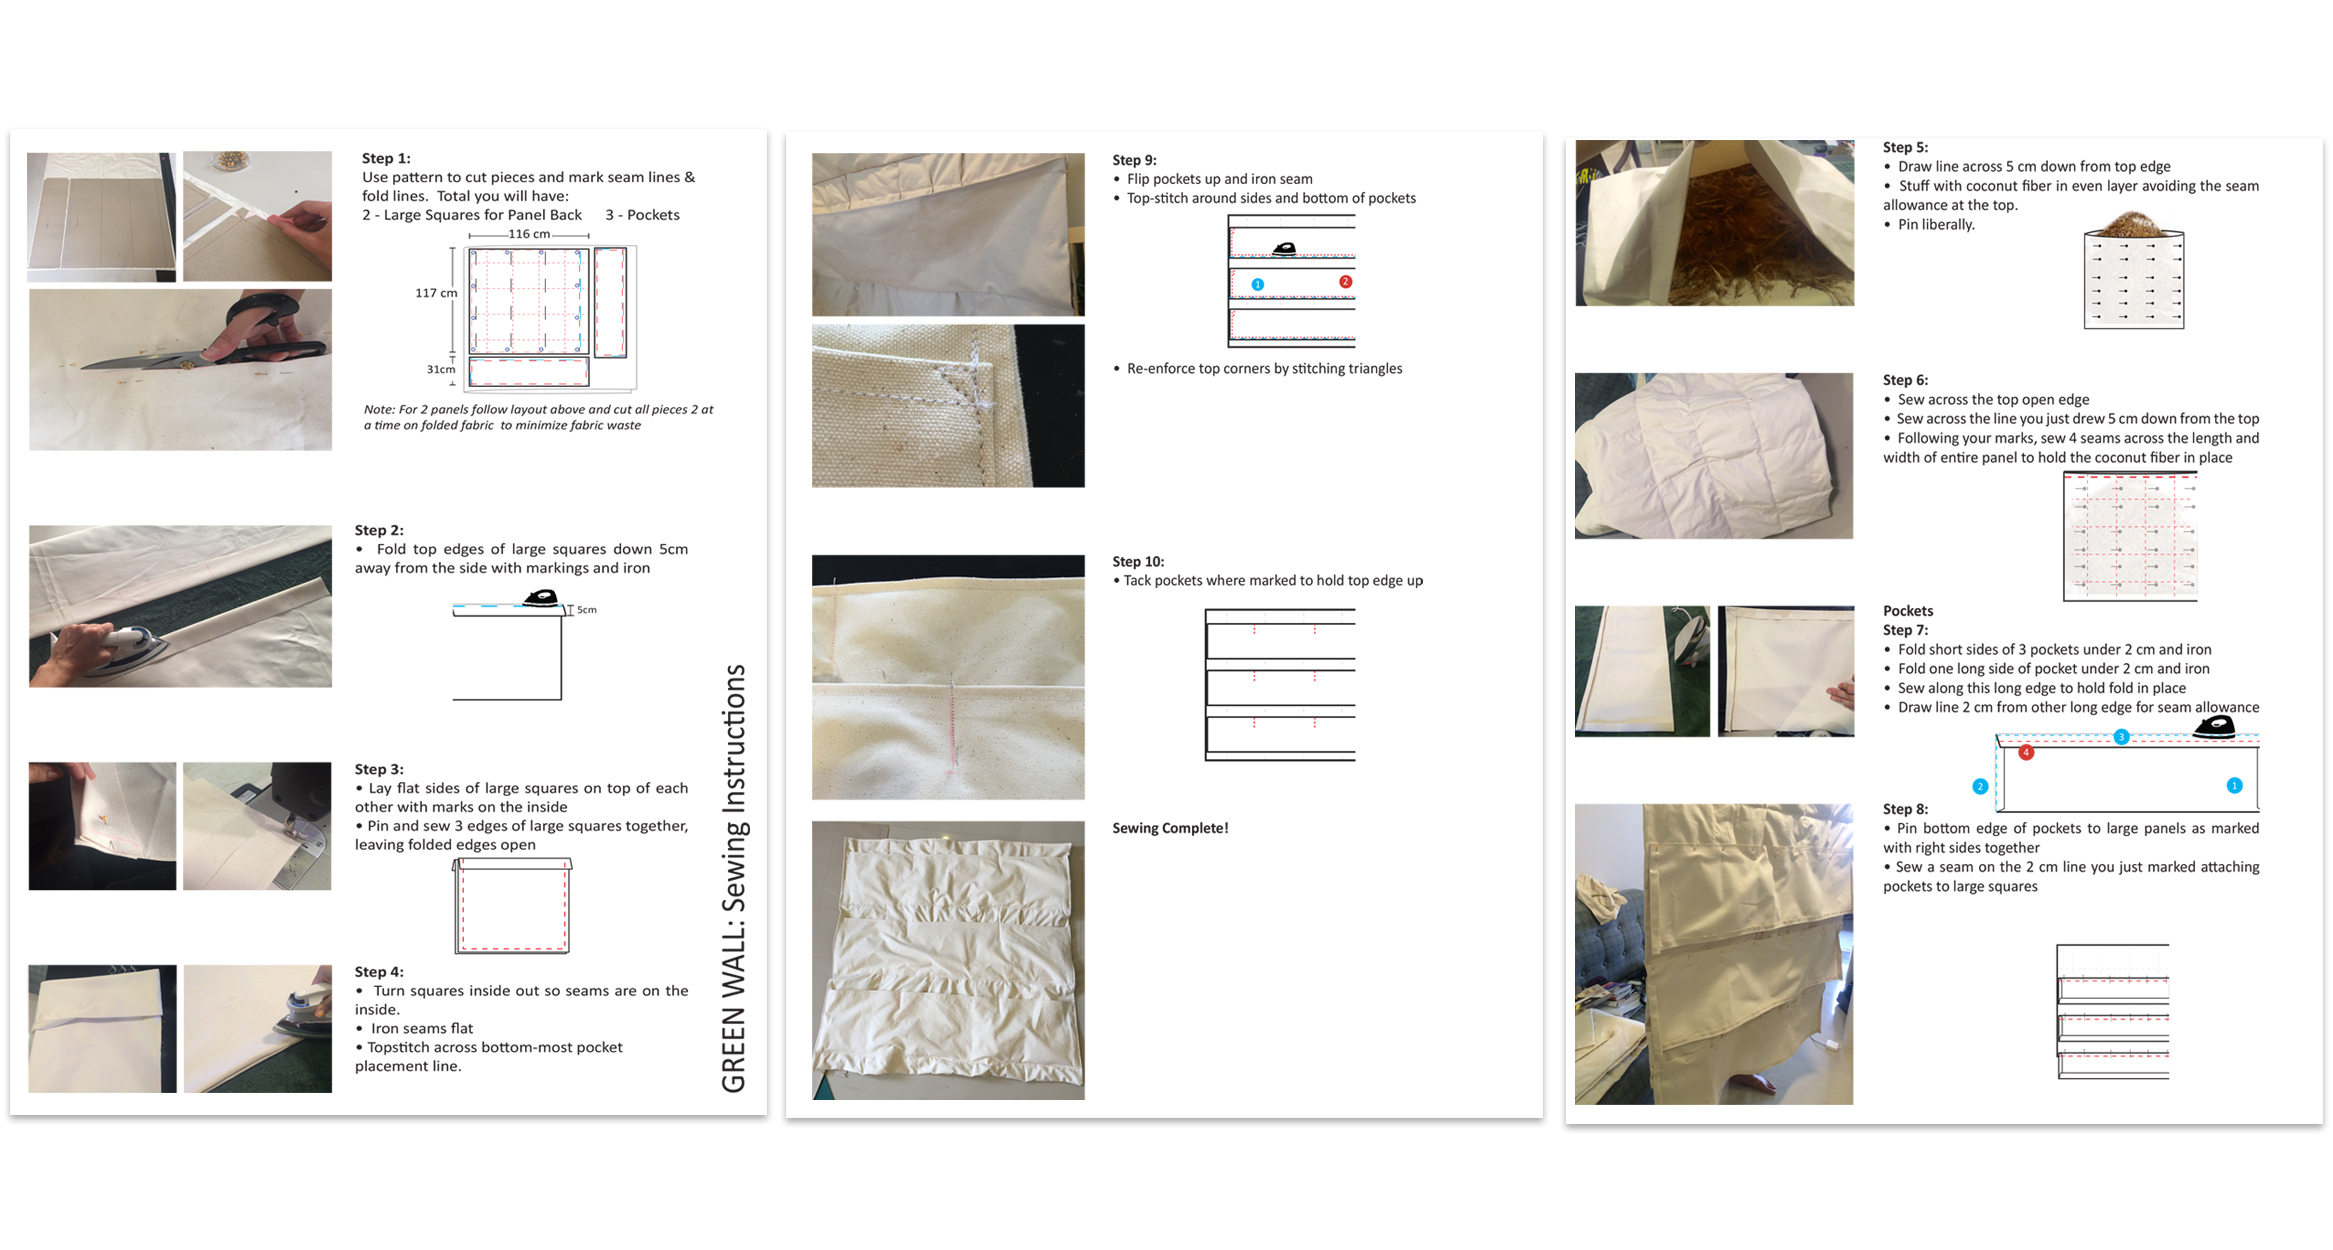 Step 1:
Use pattern to cut pieces and mark seam lines &
fold lines. Total you will have:
2 - Large Squares for Panel Back 3 - Pockets
116 cm
117 cm
31cm
Note: For 2 panels follow layout above and cut all pieces 2 at
a time on folded fabric to minimize fabric waste
Step 2:
• Fold top edges of large squares down 5cm
away from the side with markings and iron
5cm
Step 3:
• Lay flat sides of large squares on top of each
other with marks on the inside
• Pin and sew 3 edges of large squares together,
leaving folded edges open
Step 4:
• Turn squares inside out so seams are on the
inside.
• Iron seams flat
• Topstitch across bottom-most pocket
placement line.
GREEN WALL: Sewing Instructions
Step 9:
• Flip pockets up and iron seam
• Top-stitch around sides and bottom of pockets
1
2
• Re-enforce top corners by stitching triangles
Step 10:
• Tack pockets where marked to hold top edge up
Sewing Complete!
Step 5:
• Draw line across 5 cm down from top edge
• Stuff with coconut fiber in even layer avoiding the seam
allowance at the top.
• Pin liberally.
Step 6:
• Sew across the top open edge
• Sew across the line you just drew 5 cm down from the top
• Following your marks, sew 4 seams across the length and
width of entire panel to hold the coconut fiber in place
Pockets
Step 7:
• Fold short sides of 3 pockets under 2 cm and iron
• Fold one long side of pocket under 2 cm and iron
• Sew along this long edge to hold fold in place
• Draw line 2 cm from other long edge for seam allowance
3
4
2
1
Step 8:
• Pin bottom edge of pockets to large panels as marked
with right sides together
• Sew a seam on the 2 cm line you just marked attaching
pockets to large squares